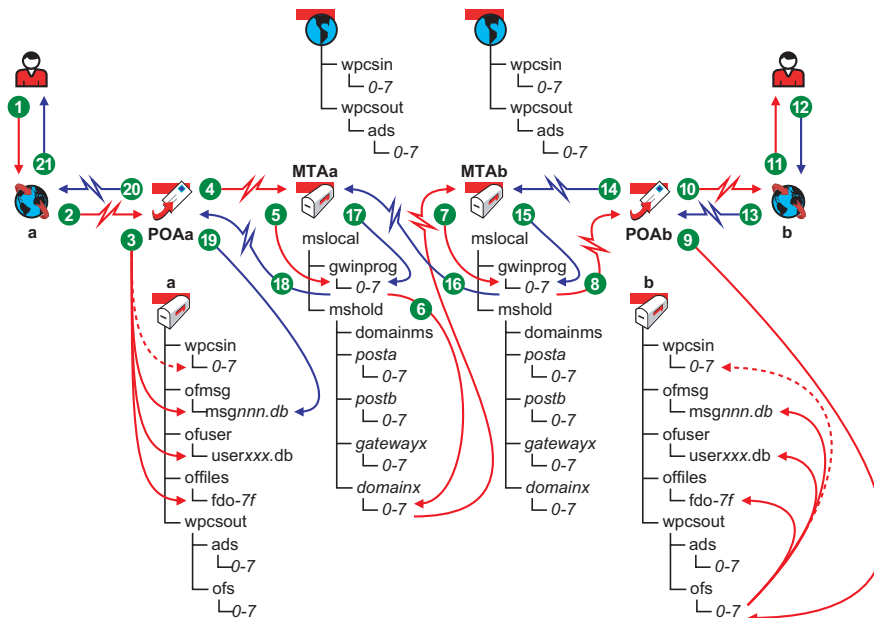 wpcsin
0-7
wpcsout
ads
0-7
wpcsin
0-7
wpcsout
ads
0-7
1
21
12
11
20
4
MTAa
MTAb
14
10
2
5
17
7
15
13
a
POAa
POAb
b
3
19
9
mslocal
gwinprog
0-7
mshold
domainms
posta
0-7
postb
0-7
gatewayx
0-7
domainx
0-7
18
6
16
8
mslocal
gwinprog
0-7
mshold
domainms
posta
0-7
postb
0-7
gatewayx
0-7
domainx
0-7
a
wpcsin
0-7
ofmsg
msgnnn.db
ofuser
userxxx.db
offiles
fdo-7f
wpcsout
ads
0-7
ofs
0-7
b
wpcsin
0-7
ofmsg
msgnnn.db
ofuser
userxxx.db
offiles
fdo-7f
wpcsout
ads
0-7
ofs
0-7